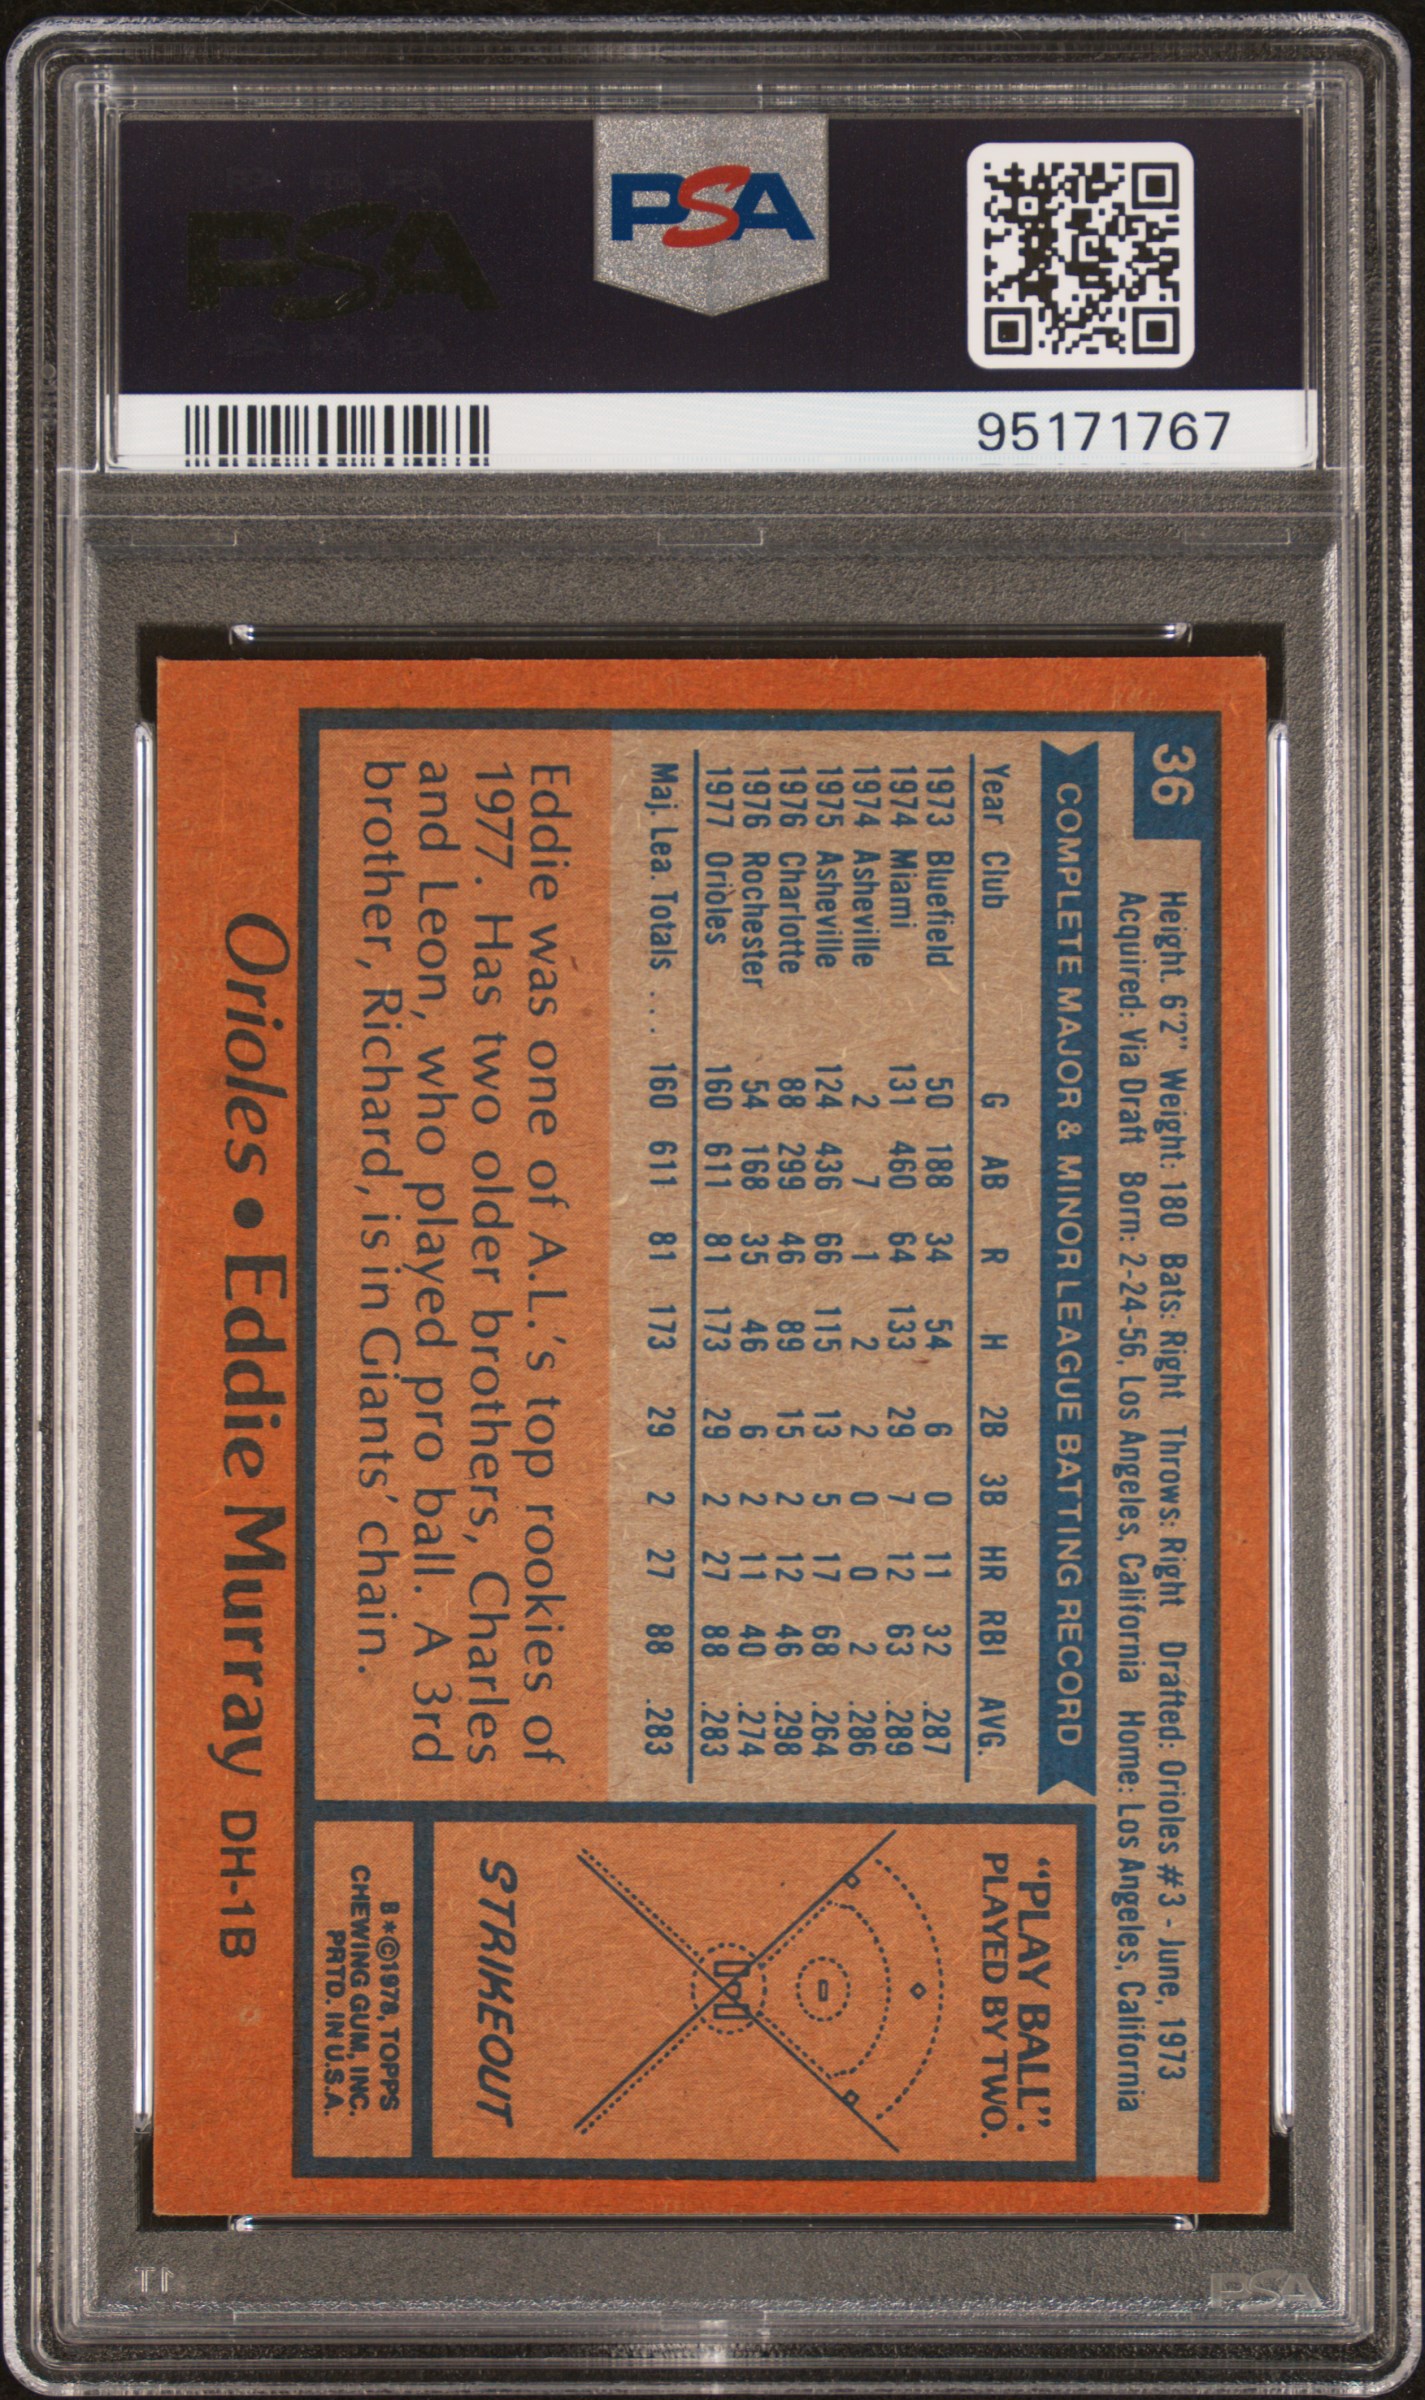 PSA
PSA
95171767
36
Height. 6'2" Weight: 180 Bats: Right Throws: Right Drafted: Orioles #3 - June, 1973
Acquired: Via Draft Born: 2-24-56, Los Angeles, California Home: Los Angeles, California
COMPLETE MAJOR & MINOR LEAGUE BATTING RECORD
Year Club G AB R H 2B 3B HR RBI AVG.
1973 Bluefield 50 188 34 54 6 0 11 32 .287
1974 Miami 131 460 64 133 29 7 12 63 .289
1974 Asheville 2 7 1 2 2 0 0 2 .286
1975 Asheville 124 436 66 115 13 5 17 68 .264
1976 Charlotte 88 299 46 89 15 2 12 46 .298
1976 Rochester 54 168 35 46 6 2 11 40 .274
1977 Orioles 160 611 81 173 29 2 27 88 .283
Maj. Lea. Totals . . . 160 611 81 173 29 2 27 88 .283
Eddie was one of A.L.'s top rookies of
1977. Has two older brothers, Charles
and Leon, who played pro ball. A 3rd
brother, Richard, is in Giants' chain.
"PLAY BALL":
PLAYED BY TWO.
STRIKEOUT
B*©1978, TOPPS
CHEWING GUM, INC.
PRTD. IN U.S.A.
Orioles • Eddie Murray DH-1B
PSA